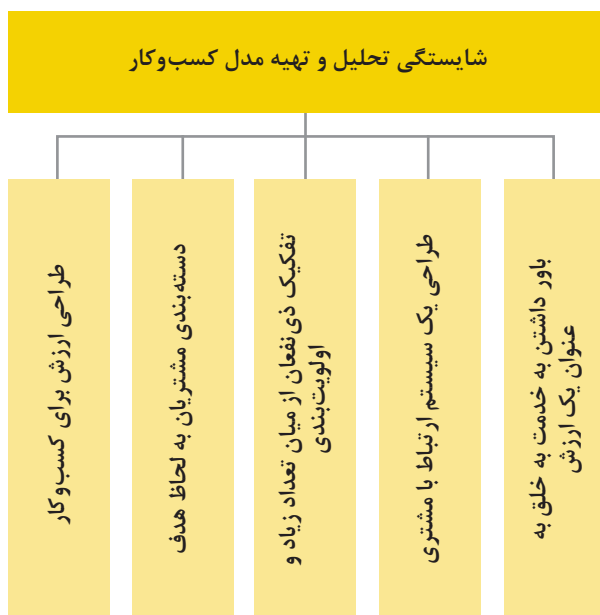 شایستگی تحلیل و تهیه مدل کسب‌وکار
باور داشتن به خدمت به خلق به
عنوان یک ارزش
طراحی یک سیستم ارتباط با مشتری
تفکیک ذی‌نفعان از میان تعداد زیاد و
اولویت‌بندی
دسته‌بندی مشتریان به لحاظ هدف
طراحی ارزش برای کسب‌وکار